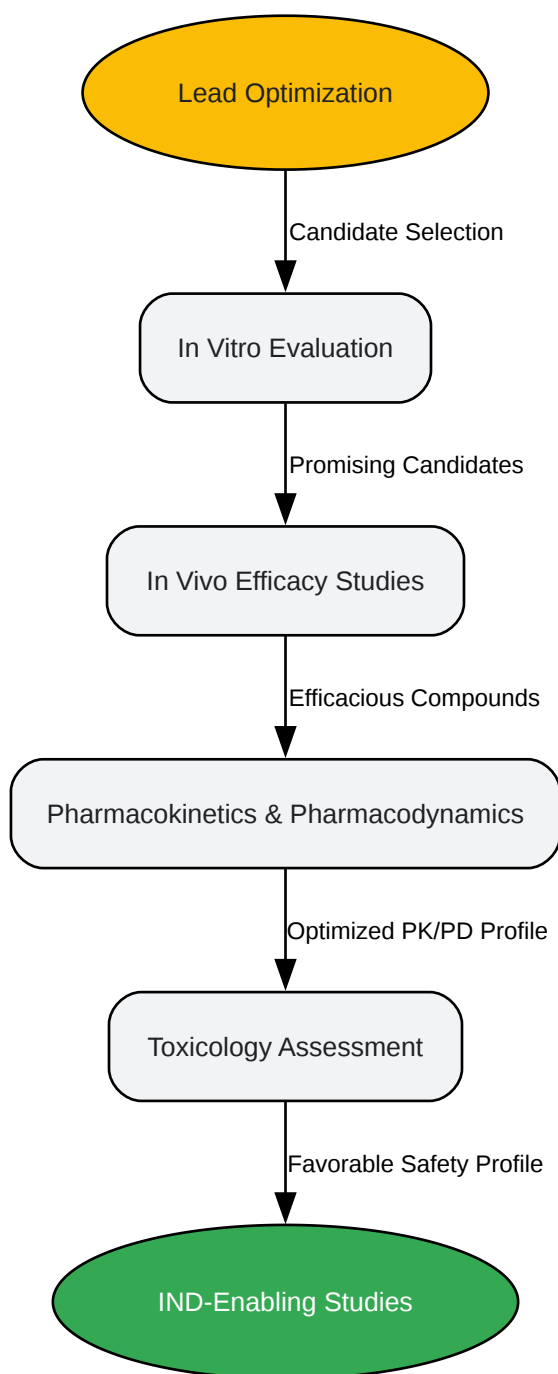 Lead Optimization
Candidate Selection
In Vitro Evaluation
Promising Candidates
In Vivo Efficacy Studies
Efficacious Compounds
Pharmacokinetics & Pharmacodynamics
Optimized PK/PD Profile
Toxicology Assessment
Favorable Safety Profile
IND-Enabling Studies